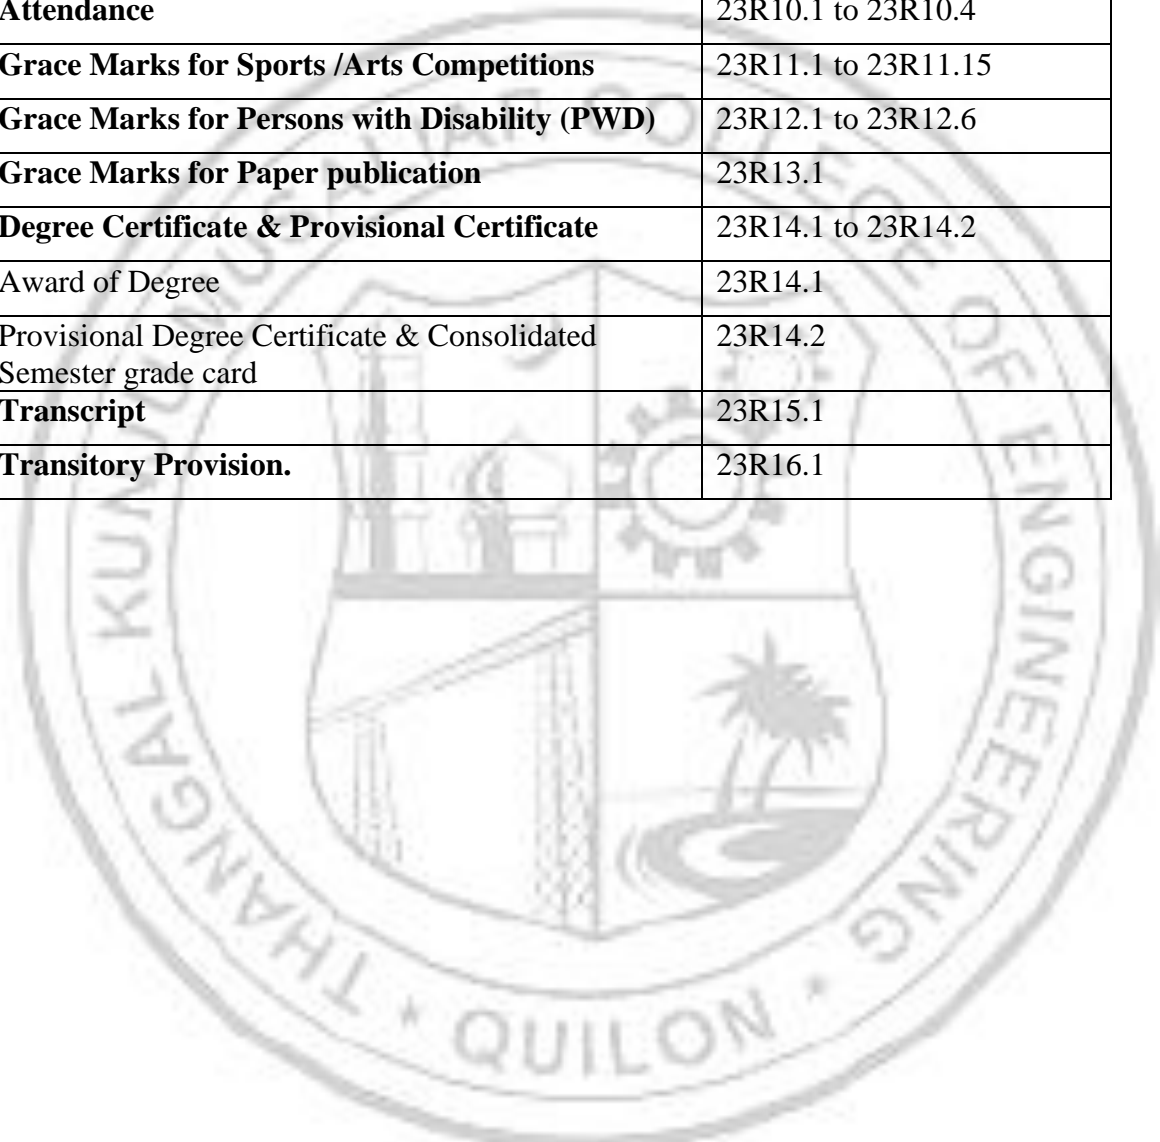 Attendance 23R10.1 to 23R10.4
Grace Marks for Sports /Arts Competitions 23R11.1 to 23R11.15
Grace Marks for Persons with Disability (PWD) 23R12.1 to 23R12.6
Grace Marks for Paper publication 23R13.1
Degree Certificate & Provisional Certificate 23R14.1 to 23R14.2
Award of Degree 23R14.1
Provisional Degree Certificate & Consolidated 23R14.2
Semester grade card
Transcript 23R15.1
Transitory Provision. 23R16.1
THANGAL KUNJU MUSALIAR COLLEGE OF ENGINEERING
QUILON